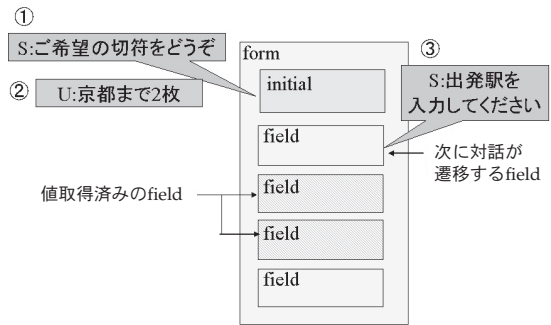 ①
S:ご希望の切符をどうぞ
②
U:京都まで2枚
form
initial
③
S:出発駅を
入力してください
field
次に対話が
遷移するfield
値取得済みのfield
field
field
field